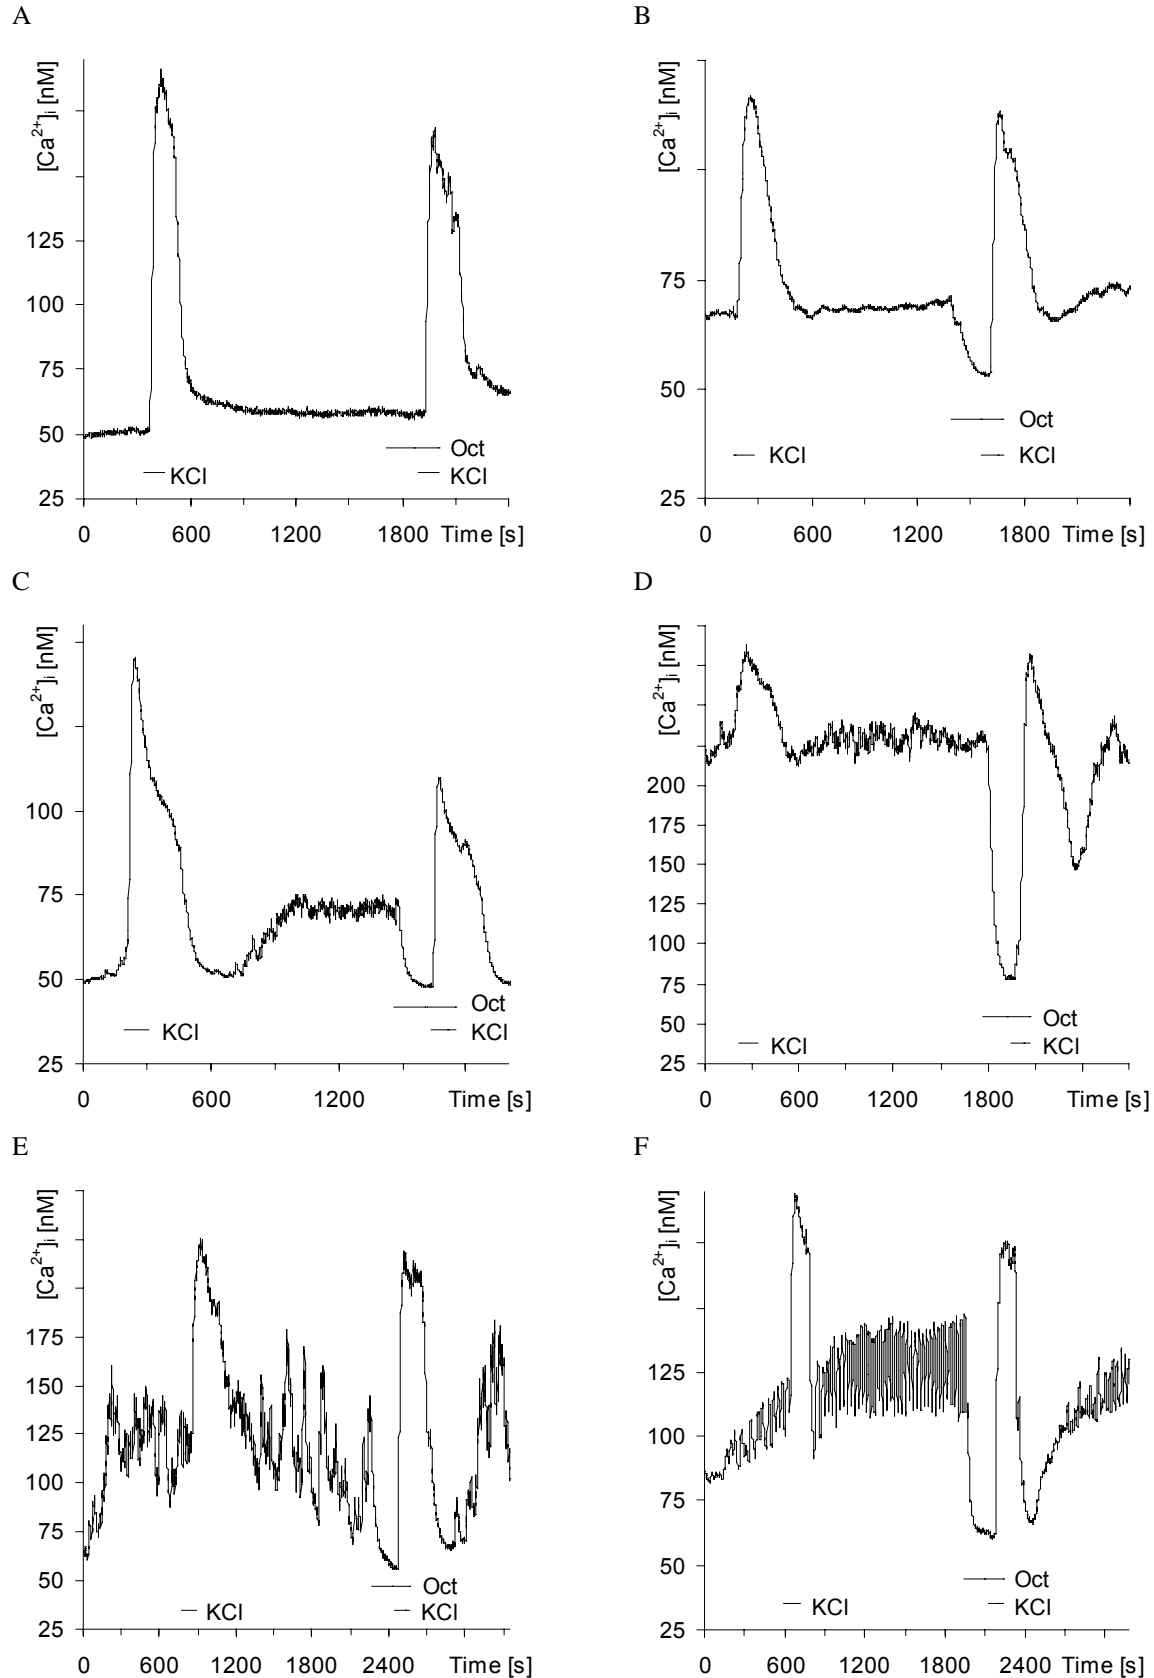 A
[Ca2+]i [nM]
125
100
75
50
25
Oct
KCl
0 600 1200 1800 Time [s]
B
[Ca2+]i [nM]
75
50
25
Oct
KCl KCl
0 600 1200 1800 Time [s]
C
[Ca2+]i [nM]
100
75
50
25
Oct
KCl KCl
0 600 1200 Time [s]
D
[Ca2+]i [nM]
200
175
150
125
100
75
50
25
Oct
KCl KCl
0 600 1200 1800 Time [s]
E
[Ca2+]i [nM]
175
150
125
100
75
50
25
Oct
KCl KCl
0 600 1200 1800 2400 Time [s]
F
[Ca2+]i [nM]
125
100
75
50
25
Oct
KCl KCl
0 600 1200 1800 2400 Time [s]